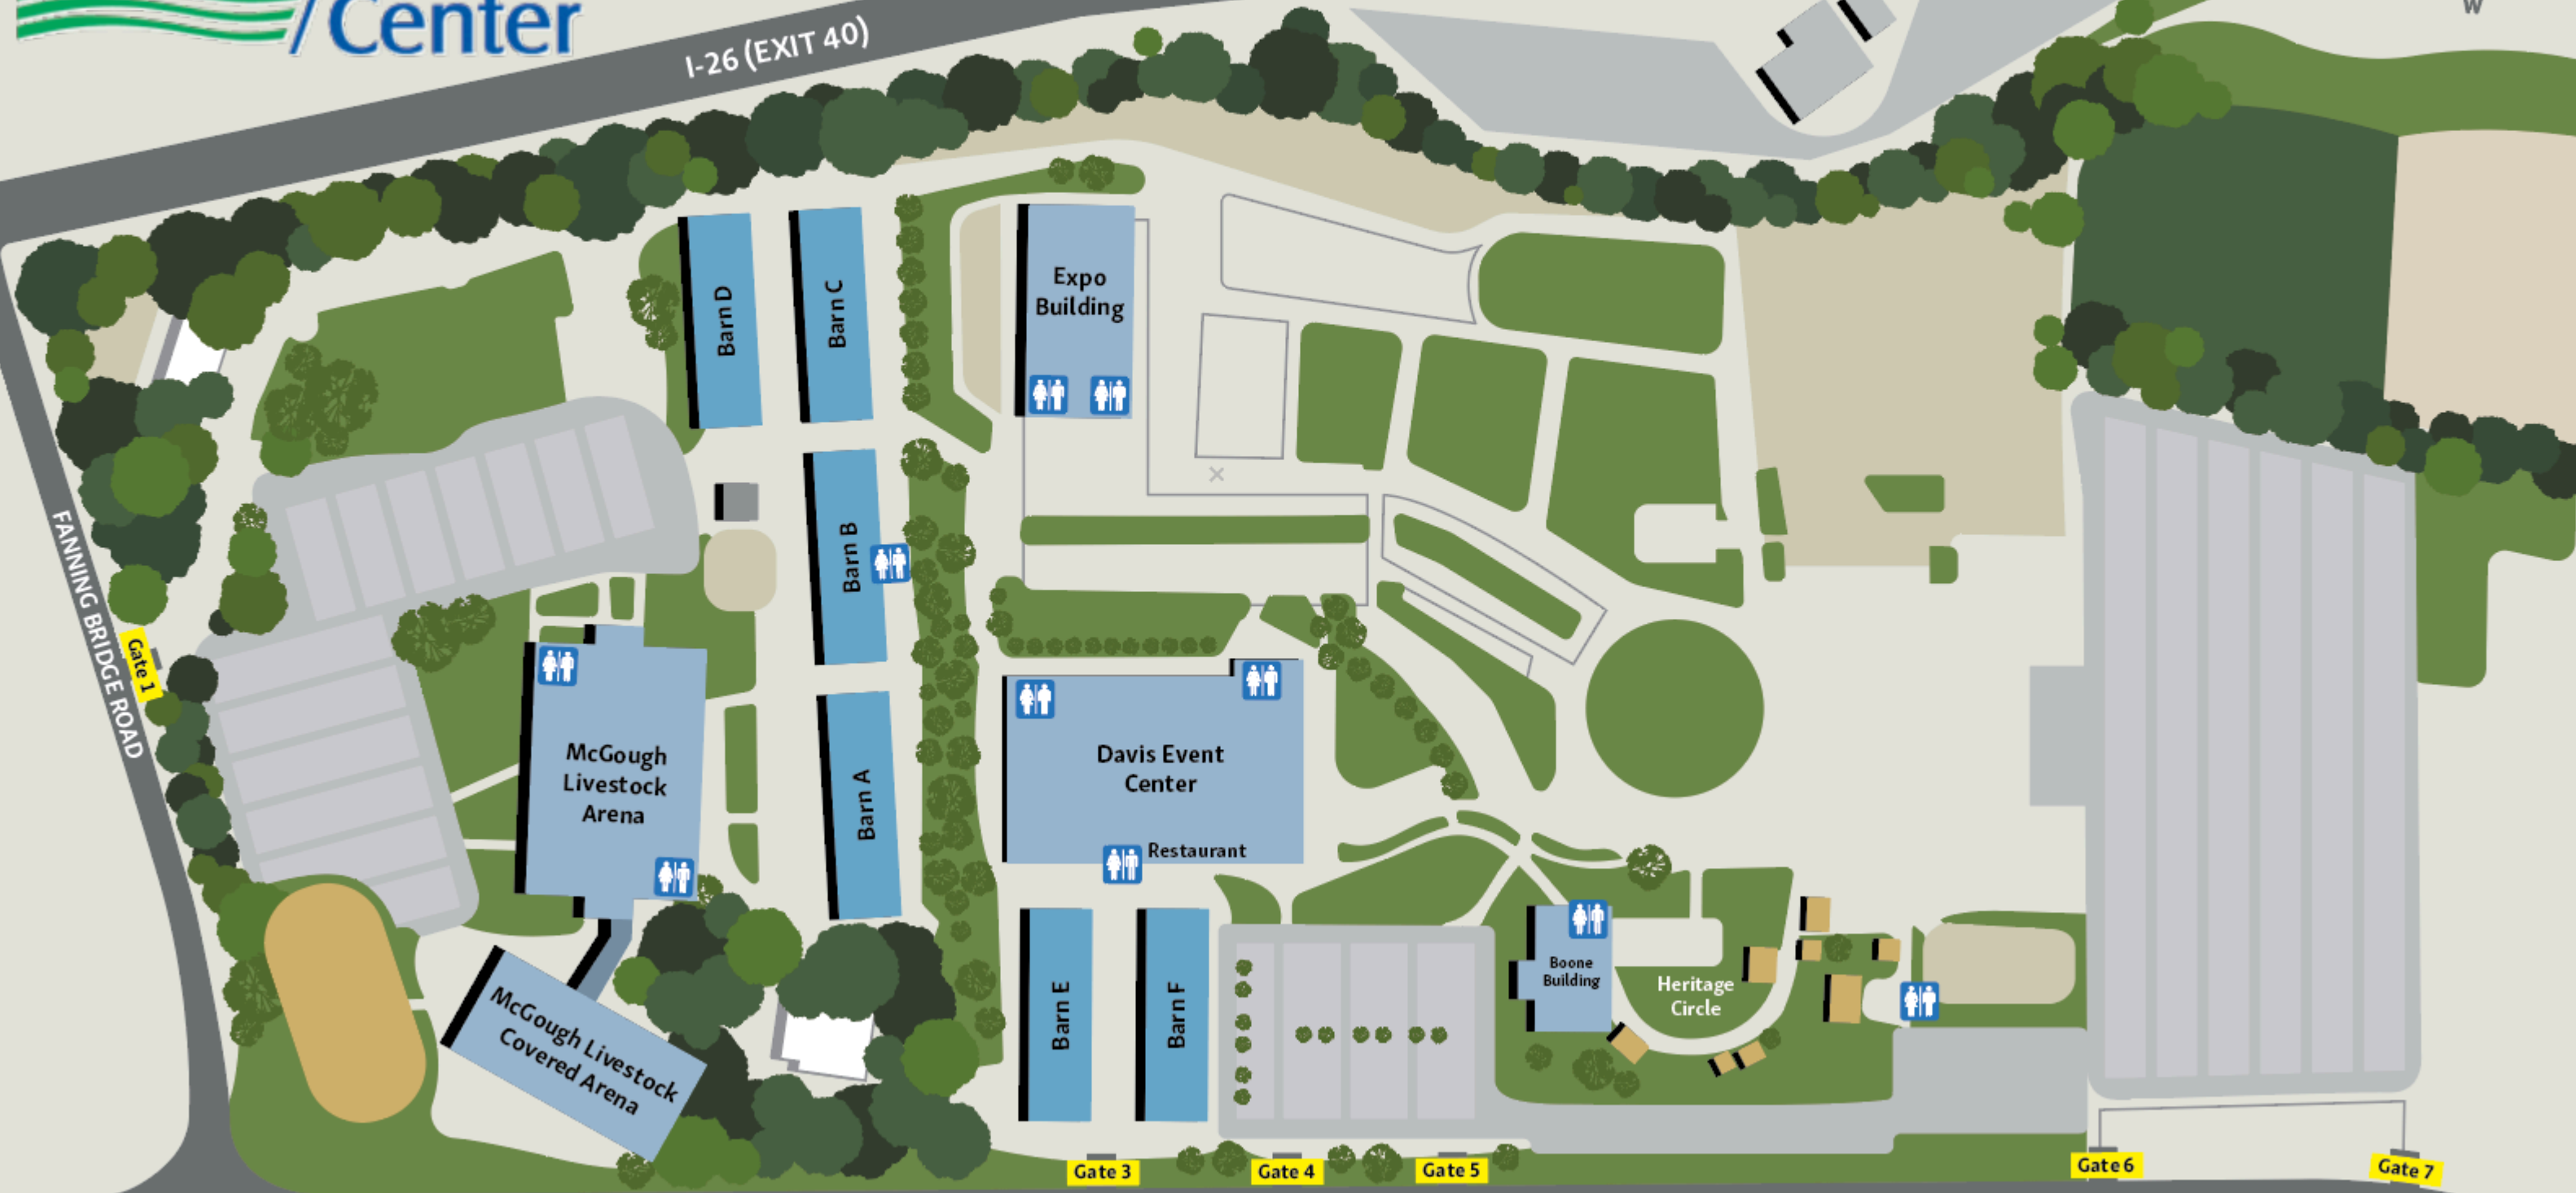 /Center
W
I-26 (EXIT 40)
Expo
Building
Barn D
Barn C
Barn B
FANNING BRIDGE ROAD
Gate 1
McGough
Livestock
Arena
Barn A
Davis Event
Center
Restaurant
Boone
Building
Heritage
Circle
McGough Livestock
Covered Arena
Barn E
Barn F
Gate 3
Gate 4
Gate 5
Gate 6
Gate 7